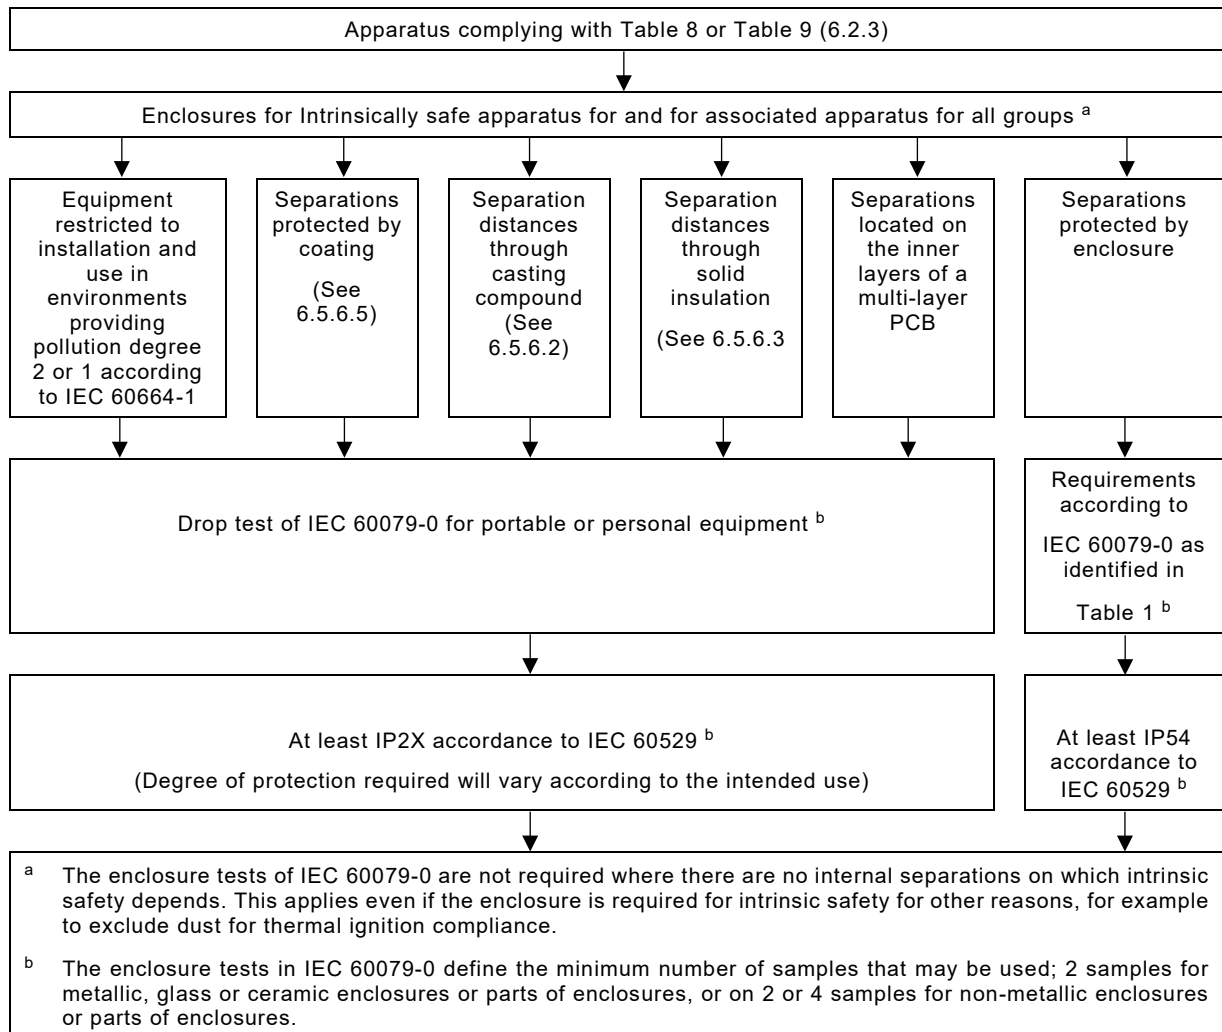 Apparatus complying with Table 8 or Table 9 (6.2.3)
Enclosures for Intrinsically safe apparatus for and for associated apparatus for all groups a
Equipment
restricted to
installation and
use in
environments
providing
pollution degree
2 or 1 according
to IEC 60664-1
Separations
protected by
coating
(See
6.5.6.5)
Separation
distances
through
casting
compound
(See
6.5.6.2)
Separation
distances
through
solid
insulation
(See 6.5.6.3
Separations
located on
the inner
layers of a
multi-layer
PCB
Separations
protected by
enclosure
Drop test of IEC 60079-0 for portable or personal equipment b
Requirements
according to
IEC 60079-0 as
identified in
Table 1 b
At least IP2X accordance to IEC 60529 b
(Degree of protection required will vary according to the intended use)
At least IP54
accordance to
IEC 60529 b
a The enclosure tests of IEC 60079-0 are not required where there are no internal separations on which intrinsic
safety depends. This applies even if the enclosure is required for intrinsic safety for other reasons, for example
to exclude dust for thermal ignition compliance.
b The enclosure tests in IEC 60079-0 define the minimum number of samples that may be used; 2 samples for
metallic, glass or ceramic enclosures or parts of enclosures, or on 2 or 4 samples for non-metallic enclosures
or parts of enclosures.